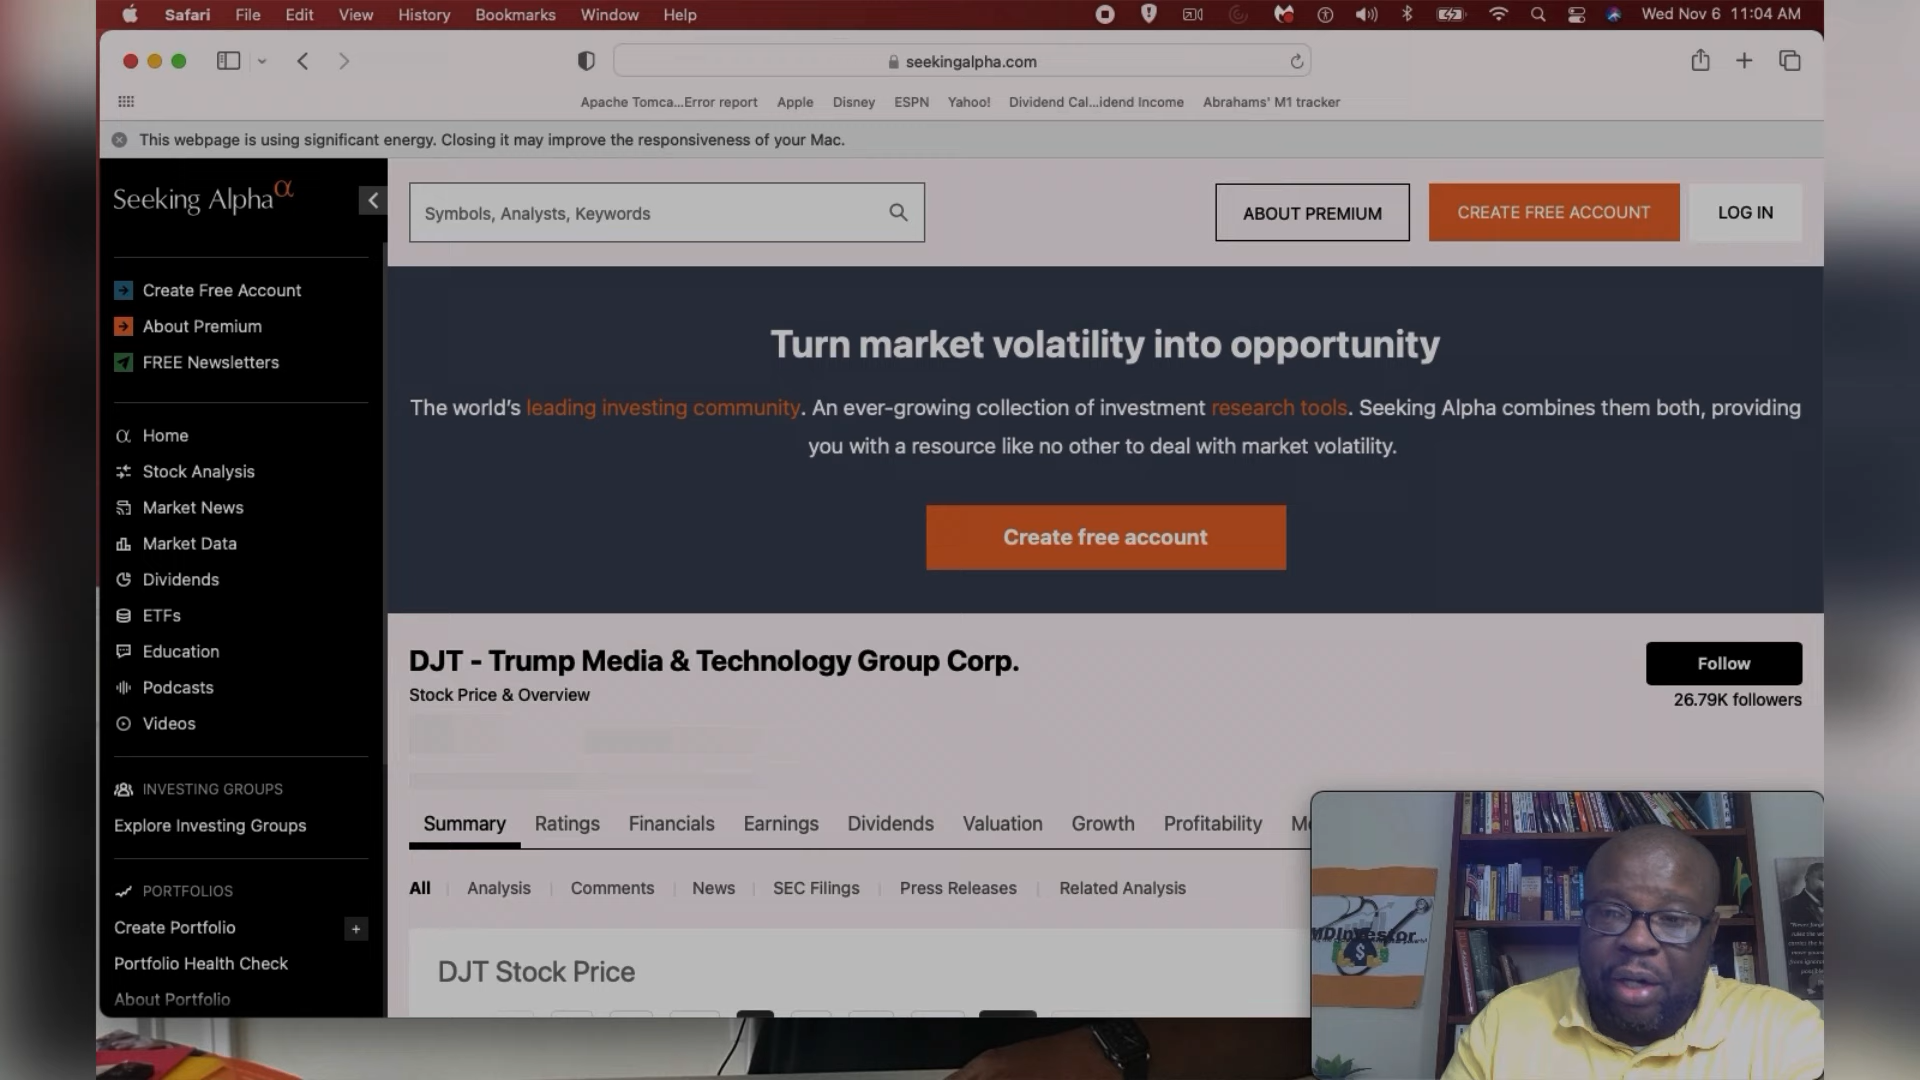 Safari File Edit View History Bookmarks Window Help Wed Nov 6 11:04 AM
seekingalpha.com
Apache Tomca...Error report Apple Disney ESPN Yahoo! Dividend Cal...idend Income Abrahams' M1 tracker
This webpage is using significant energy. Closing it may improve the responsiveness of your Mac.
Seeking Alpha α
Symbols, Analysts, Keywords
ABOUT PREMIUM
CREATE FREE ACCOUNT
LOG IN
Create Free Account
About Premium
FREE Newsletters
Home
Stock Analysis
Market News
Market Data
Dividends
ETFs
Education
Podcasts
Videos
INVESTING GROUPS
Explore Investing Groups
PORTFOLIOS
Create Portfolio +
Portfolio Health Check
About Portfolio
Turn market volatility into opportunity
The world's leading investing community. An ever-growing collection of investment research tools. Seeking Alpha combines them both, providing
you with a resource like no other to deal with market volatility.
Create free account
DJT - Trump Media & Technology Group Corp.
Stock Price & Overview
Follow
26.79K followers
Summary Ratings Financials Earnings Dividends Valuation Growth Profitability
All Analysis Comments News SEC Filings Press Releases Related Analysis
DJT Stock Price
MDInvestor